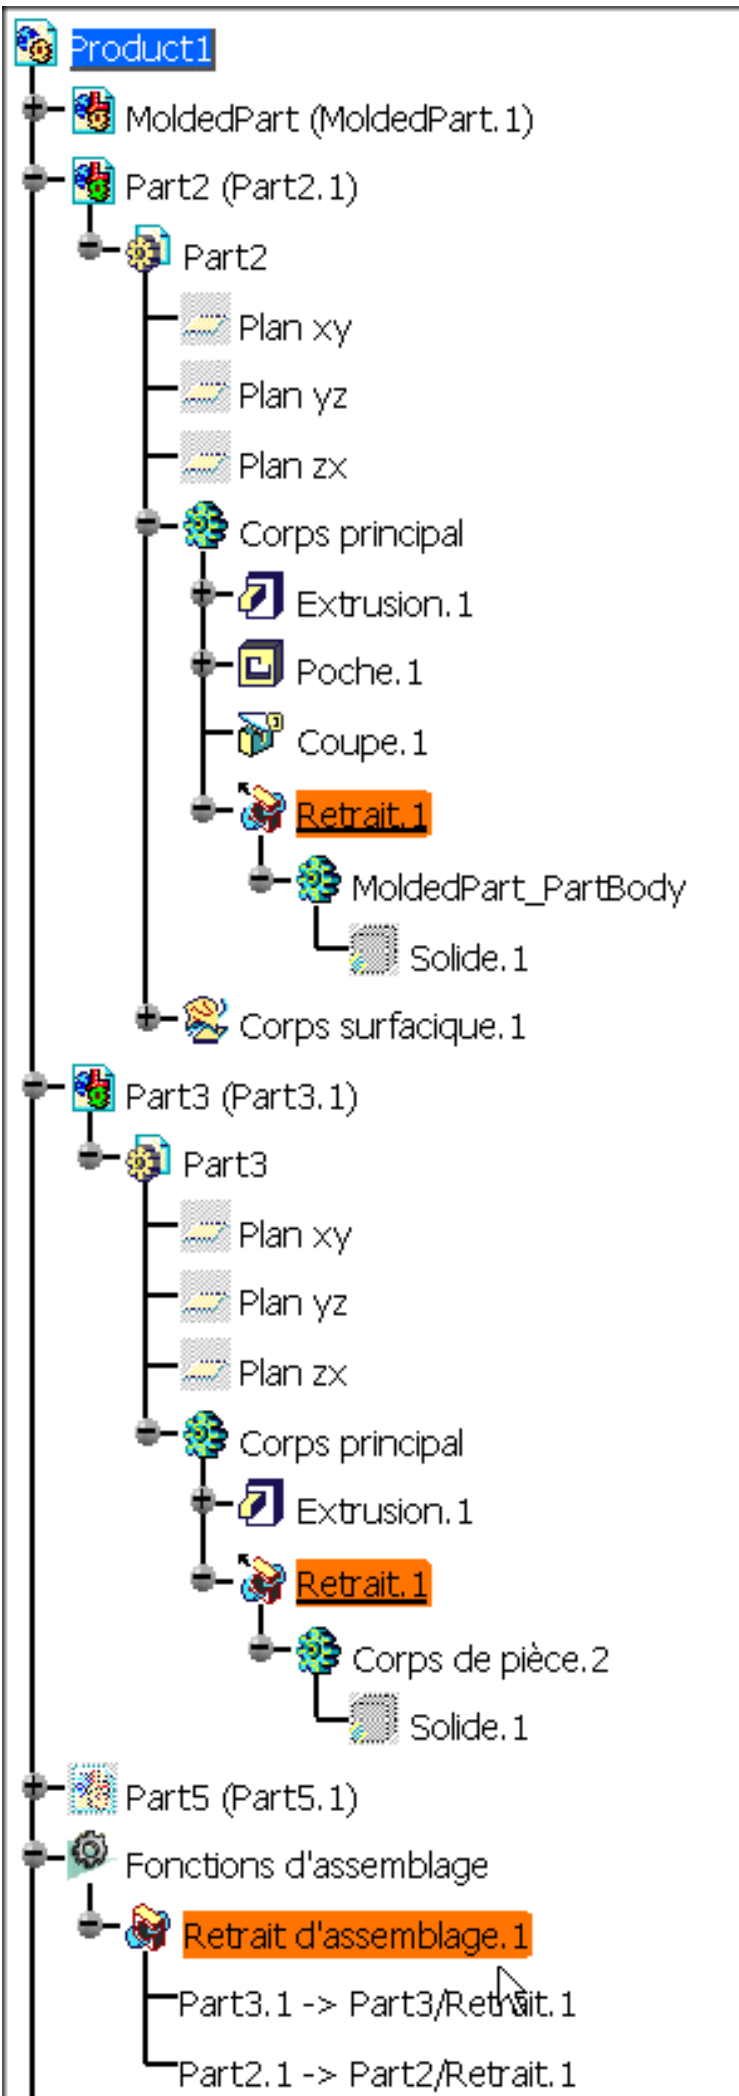 Product1
MoldedPart (MoldedPart.1)
Part2 (Part2.1)
Part2
Plan xy
Plan yz
Plan zx
Corps principal
Extrusion.1
Poche.1
Coupe.1
Retrait.1
MoldedPart_PartBody
Solide.1
Corps surfacique.1
Part3 (Part3.1)
Part3
Plan xy
Plan yz
Plan zx
Corps principal
Extrusion.1
Retrait.1
Corps de pièce.2
Solide.1
Part5 (Part5.1)
Fonctions d'assemblage
Retrait d'assemblage.1
Part3.1 -> Part3/Retrait.1
Part2.1 -> Part2/Retrait.1